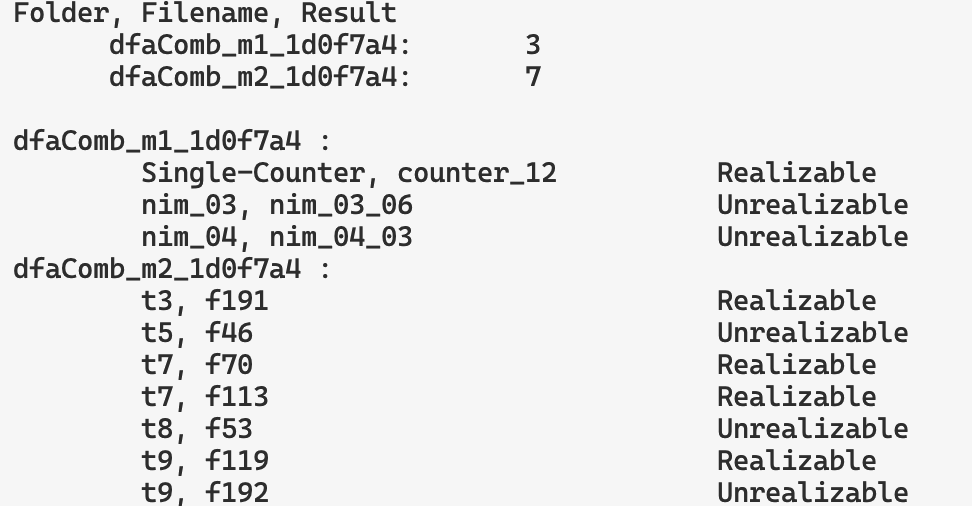 Folder, Filename, Result
dfaComb_m1_1d0f7a4: 3
dfaComb_m2_1d0f7a4: 7
dfaComb_m1_1d0f7a4 :
Single-Counter, counter_12 Realizable
nim_03, nim_03_06 Unrealizable
nim_04, nim_04_03 Unrealizable
dfaComb_m2_1d0f7a4 :
t3, f191 Realizable
t5, f46 Unrealizable
t7, f70 Realizable
t7, f113 Realizable
t8, f53 Unrealizable
t9, f119 Realizable
t9, f192 Unrealizable